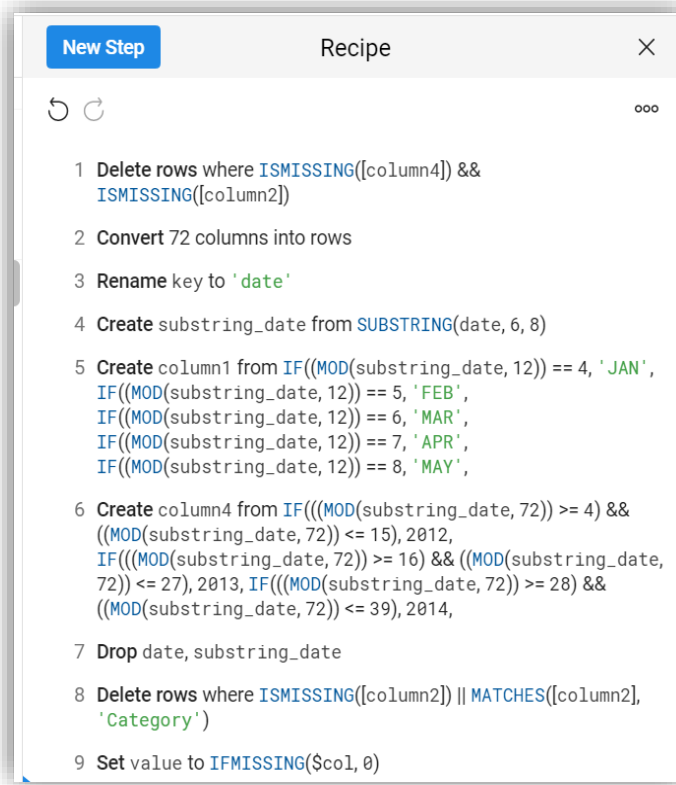 New Step
Recipe
1 Delete rows where ISMISSING([column4]) &&
ISMISSING([column2])
2 Convert 72 columns into rows
3 Rename key to 'date'
4 Create substring_date from SUBSTRING(date, 6, 8)
5 Create column1 from IF((MOD(substring_date, 12)) == 4, 'JAN',
IF((MOD(substring_date, 12)) == 5, 'FEB',
IF((MOD(substring_date, 12)) == 6, 'MAR',
IF((MOD(substring_date, 12)) == 7, 'APR',
IF((MOD(substring_date, 12)) == 8, 'MAY',
6 Create column4 from IF(((MOD(substring_date, 72)) >= 4) &&
((MOD(substring_date, 72)) <= 15), 2012,
IF(((MOD(substring_date, 72)) >= 16) && ((MOD(substring_date,
72)) <= 27), 2013, IF(((MOD(substring_date, 72)) >= 28) &&
((MOD(substring_date, 72)) <= 39), 2014,
7 Drop date, substring_date
8 Delete rows where ISMISSING([column2]) || MATCHES([column2],
'Category')
9 Set value to IFMISSING($col, 0)